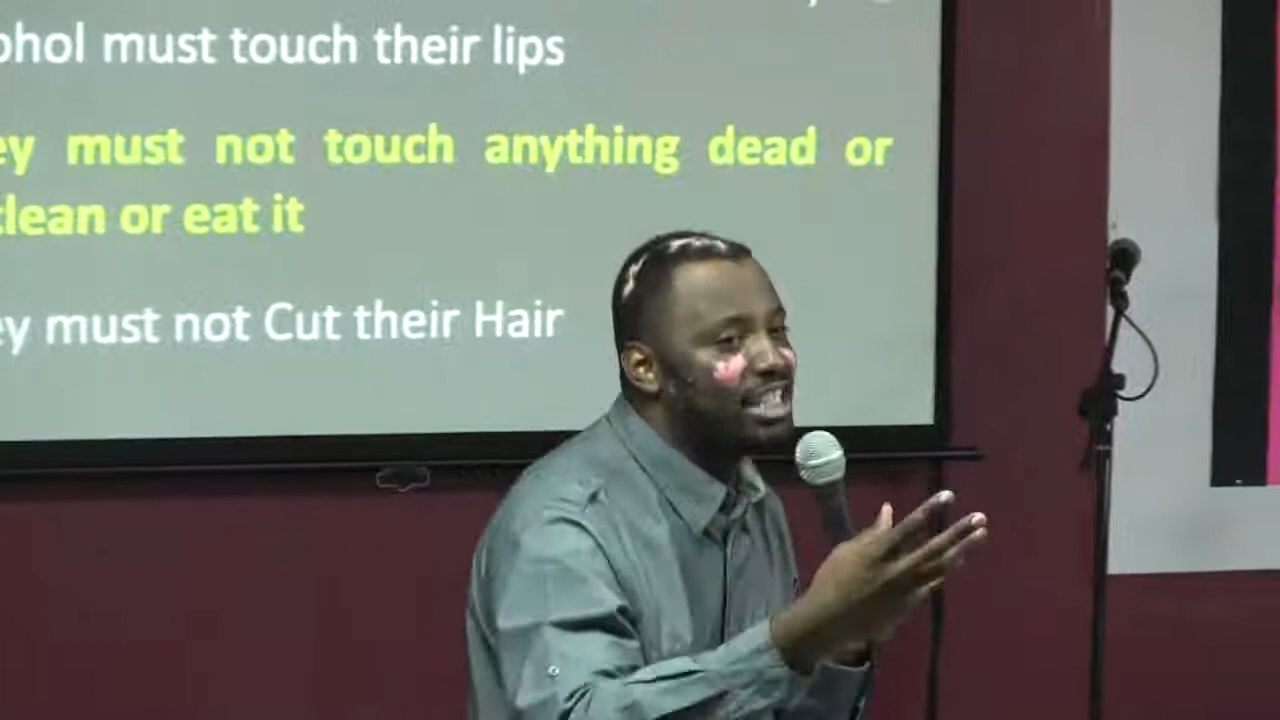 ohol must touch their lips
ey must not touch anything dead or
clean or eat it
ey must not Cut their Hair